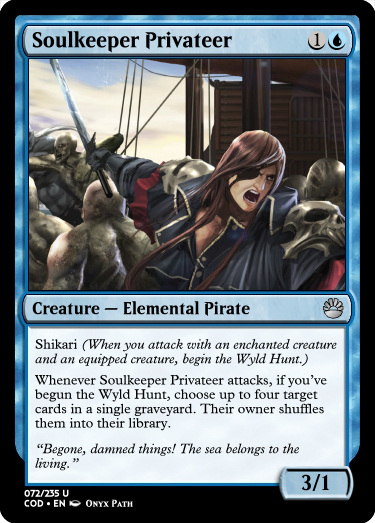 Soulkeeper Privateer 1
Creature — Elemental Pirate
Shikari (When you attack with an enchanted creature
and an equipped creature, begin the Wyld Hunt.)
Whenever Soulkeeper Privateer attacks, if you’ve
begun the Wyld Hunt, choose up to four target
cards in a single graveyard. Their owner shuffles
them into their library.
“Begone, damned things! The sea belongs to the
living.”
3/1
072/235 U
COD • EN Onyx Path